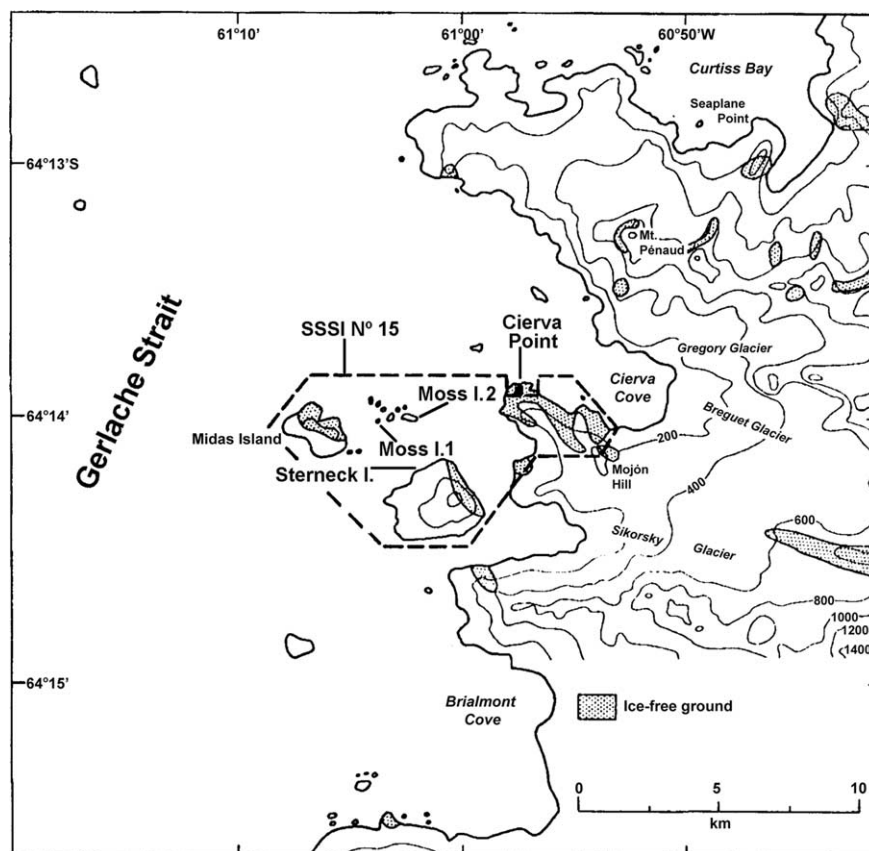 61°10'
61°00'
60°50'W
Curtiss Bay
Seaplane
Point
64°13'S
Mt.
Pénaud
Gerlache Strait
SSSI Nº 15
Cierva
Point
Gregory Glacier
Cierva
Cove
Moss I.2
64°14'
Breguet Glacier
Midas Island
Moss I.1
200
Sterneck I.
Mojón
Hill
400
600
Sikorsky
Glacier
800
1000
1200
1400
64°15'
Brialmont
Cove
Ice-free ground
0 5 10
km